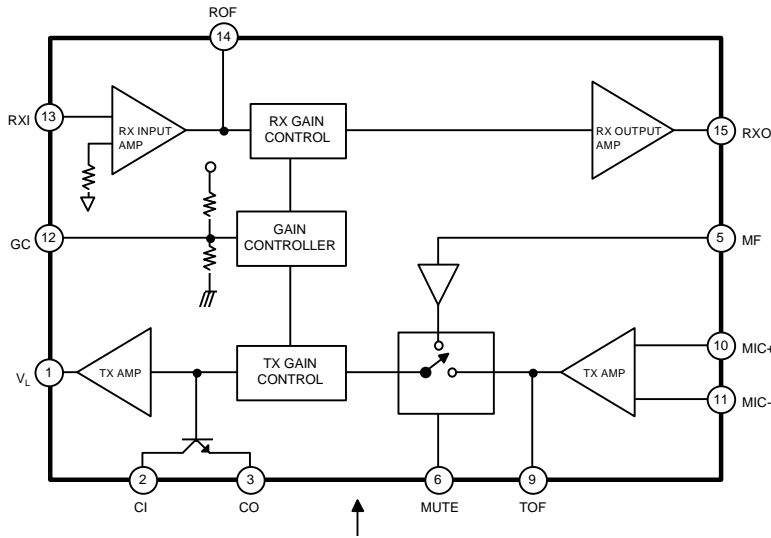 ROF
14
RXI
13
RX INPUT
AMP
RX GAIN
CONTROL
RX OUTPUT
AMP
15
RXO
GC
12
GAIN
CONTROLLER
5
MF
VL
1
TX AMP
TX GAIN
CONTROL
TX AMP
10
MIC+
11
MIC-
2
3
6
9
CI
CO
MUTE
TOF